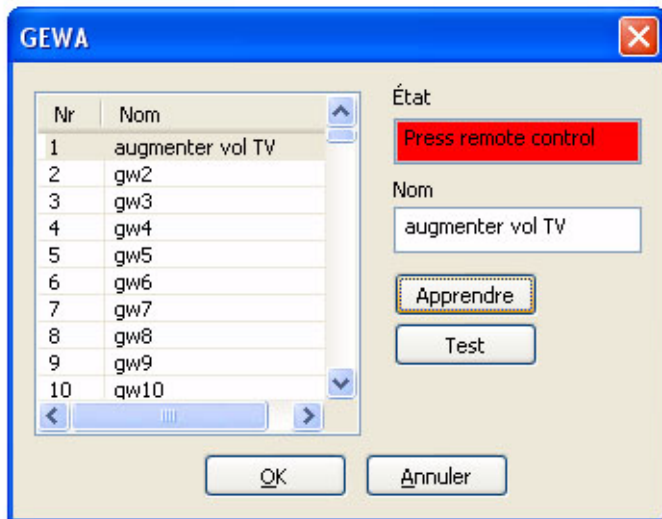 GEWA
Nr Nom
1 augmenter vol TV
2 gw2
3 gw3
4 gw4
5 gw5
6 gw6
7 gw7
8 gw8
9 gw9
10 gw10
État
Press remote control
Nom
augmenter vol TV
Apprendre
Test
OK
Annuler